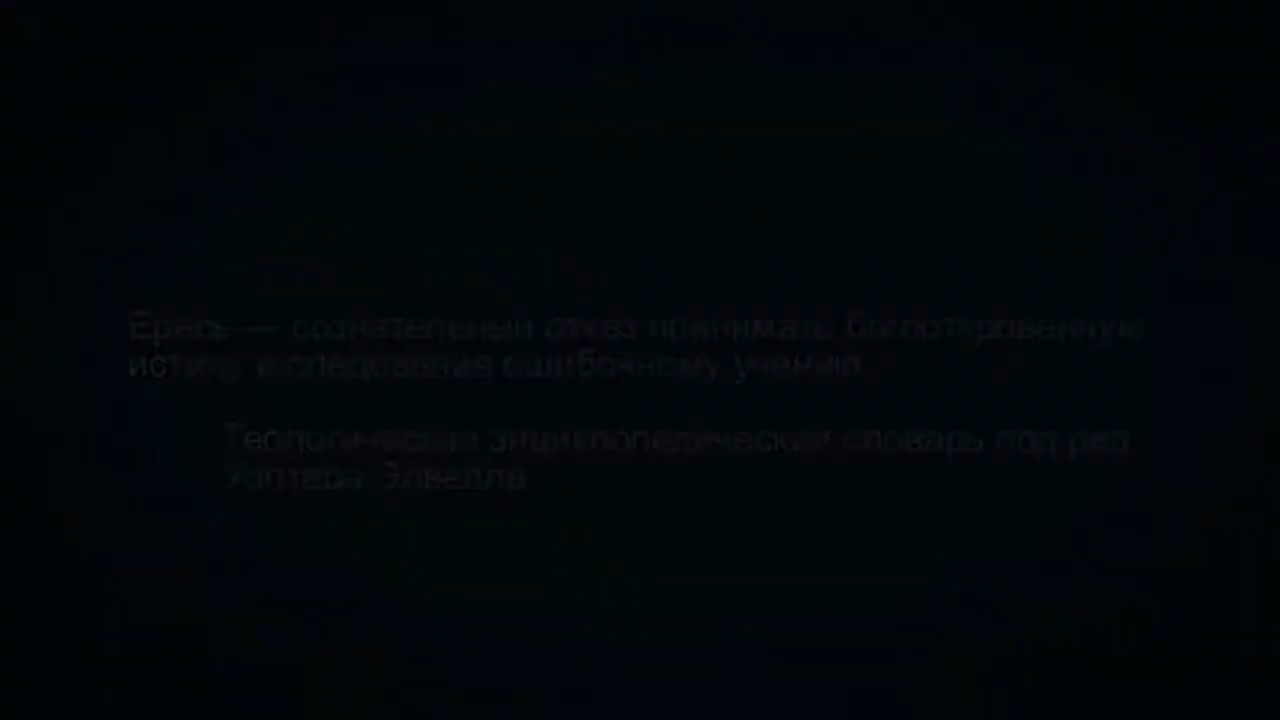 Ересь — сознательный отказ принимать богооткровенную
истину и следование ошибочному учению.
Теологический энциклопедический словарь под ред.
Уолтера Элвелла